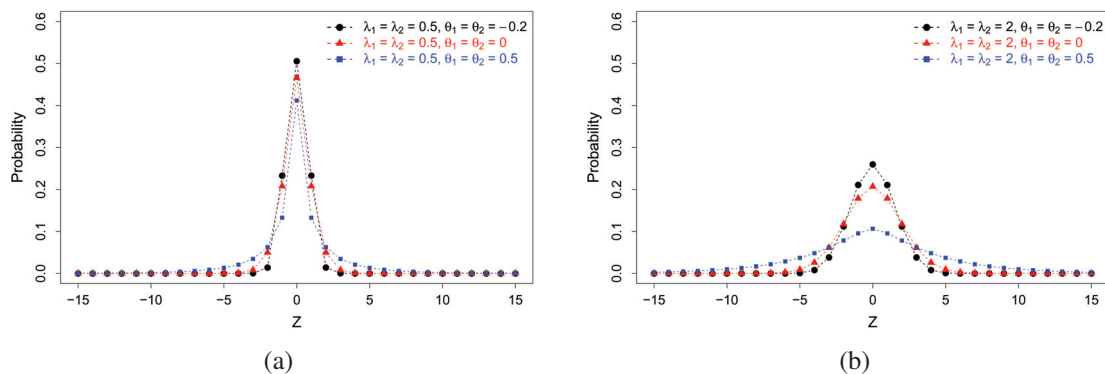 λ₁ = λ₂ = 0.5, θ₁ = θ₂ = −0.2
λ₁ = λ₂ = 0.5, θ₁ = θ₂ = 0
λ₁ = λ₂ = 0.5, θ₁ = θ₂ = 0.5
Probability
0.6
0.5
0.4
0.3
0.2
0.1
0.0
−15 −10 −5 0 5 10 15
Z
(a)
λ₁ = λ₂ = 2, θ₁ = θ₂ = −0.2
λ₁ = λ₂ = 2, θ₁ = θ₂ = 0
λ₁ = λ₂ = 2, θ₁ = θ₂ = 0.5
Probability
0.6
0.5
0.4
0.3
0.2
0.1
0.0
−15 −10 −5 0 5 10 15
Z
(b)